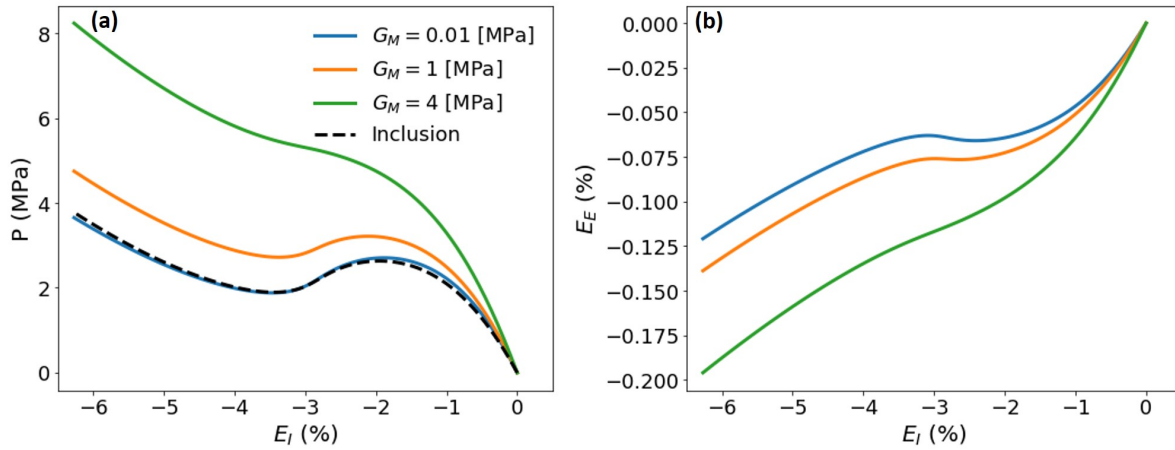 (a)
P (MPa)
8
6
4
2
0
G_M = 0.01 [MPa]
G_M = 1 [MPa]
G_M = 4 [MPa]
Inclusion
−6 −5 −4 −3 −2 −1 0
E_I (%)
(b)
E_E (%)
0.000
−0.025
−0.050
−0.075
−0.100
−0.125
−0.150
−0.175
−0.200
−6 −5 −4 −3 −2 −1 0
E_I (%)